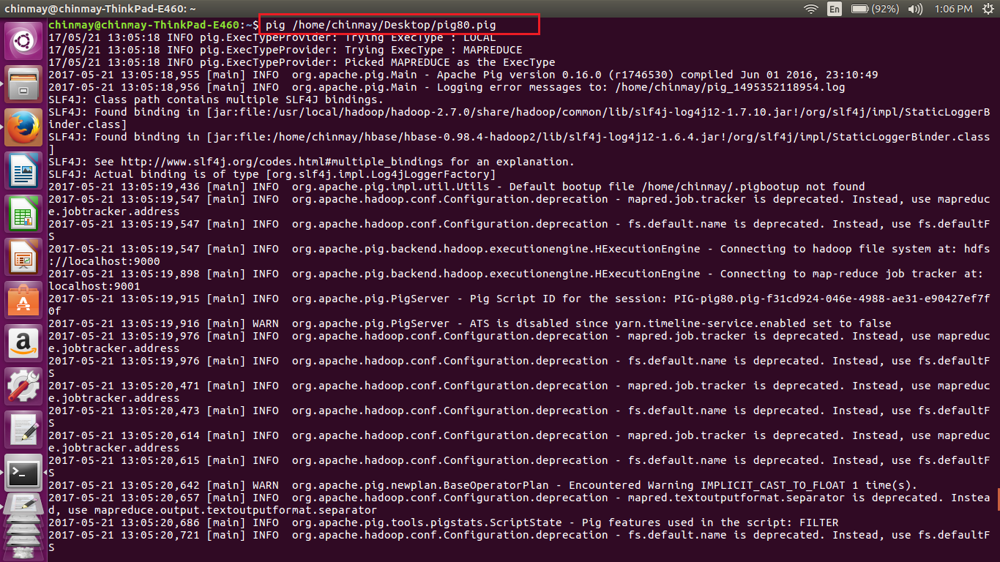 chinmay@chinmay-ThinkPad-E460: ~
En
(92%)
1:06 PM
chinmay@chinmay-ThinkPad-E460:~$ pig /home/chinmay/Desktop/pig80.pig
17/05/21 13:05:18 INFO pig.ExecTypeProvider: Trying ExecType : LOCAL
17/05/21 13:05:18 INFO pig.ExecTypeProvider: Trying ExecType : MAPREDUCE
17/05/21 13:05:18 INFO pig.ExecTypeProvider: Picked MAPREDUCE as the ExecType
2017-05-21 13:05:18,955 [main] INFO  org.apache.pig.Main - Apache Pig version 0.16.0 (r1746530) compiled Jun 01 2016, 23:10:49
2017-05-21 13:05:18,956 [main] INFO  org.apache.pig.Main - Logging error messages to: /home/chinmay/pig_1495352118954.log
SLF4J: Class path contains multiple SLF4J bindings.
SLF4J: Found binding in [jar:file:/usr/local/hadoop/hadoop-2.7.0/share/hadoop/common/lib/slf4j-log4j12-1.7.10.jar!/org/slf4j/impl/StaticLoggerB
inder.class]
SLF4J: Found binding in [jar:file:/home/chinmay/hbase/hbase-0.98.4-hadoop2/lib/slf4j-log4j12-1.6.4.jar!/org/slf4j/impl/StaticLoggerBinder.class
]
SLF4J: See http://www.slf4j.org/codes.html#multiple_bindings for an explanation.
SLF4J: Actual binding is of type [org.slf4j.impl.Log4jLoggerFactory]
2017-05-21 13:05:19,436 [main] INFO  org.apache.pig.impl.util.Utils - Default bootup file /home/chinmay/.pigbootup not found
2017-05-21 13:05:19,547 [main] INFO  org.apache.hadoop.conf.Configuration.deprecation - mapred.job.tracker is deprecated. Instead, use mapreduc
e.jobtracker.address
2017-05-21 13:05:19,547 [main] INFO  org.apache.hadoop.conf.Configuration.deprecation - fs.default.name is deprecated. Instead, use fs.defaultF
S
2017-05-21 13:05:19,547 [main] INFO  org.apache.pig.backend.hadoop.executionengine.HExecutionEngine - Connecting to hadoop file system at: hdfs
://localhost:9000
2017-05-21 13:05:19,898 [main] INFO  org.apache.pig.backend.hadoop.executionengine.HExecutionEngine - Connecting to map-reduce job tracker at: 
localhost:9001
2017-05-21 13:05:19,915 [main] INFO  org.apache.pig.PigServer - Pig Script ID for the session: PIG-pig80.pig-f31cd924-046e-4988-ae31-e90427ef7f
0f
2017-05-21 13:05:19,916 [main] WARN  org.apache.pig.PigServer - ATS is disabled since yarn.timeline-service.enabled set to false
2017-05-21 13:05:19,976 [main] INFO  org.apache.hadoop.conf.Configuration.deprecation - mapred.job.tracker is deprecated. Instead, use mapreduc
e.jobtracker.address
2017-05-21 13:05:19,976 [main] INFO  org.apache.hadoop.conf.Configuration.deprecation - fs.default.name is deprecated. Instead, use fs.defaultF
S
2017-05-21 13:05:20,471 [main] INFO  org.apache.hadoop.conf.Configuration.deprecation - mapred.job.tracker is deprecated. Instead, use mapreduc
e.jobtracker.address
2017-05-21 13:05:20,473 [main] INFO  org.apache.hadoop.conf.Configuration.deprecation - fs.default.name is deprecated. Instead, use fs.defaultF
S
2017-05-21 13:05:20,614 [main] INFO  org.apache.hadoop.conf.Configuration.deprecation - mapred.job.tracker is deprecated. Instead, use mapreduc
e.jobtracker.address
2017-05-21 13:05:20,615 [main] INFO  org.apache.hadoop.conf.Configuration.deprecation - fs.default.name is deprecated. Instead, use fs.defaultF
S
2017-05-21 13:05:20,642 [main] WARN  org.apache.pig.newplan.BaseOperatorPlan - Encountered Warning IMPLICIT_CAST_TO_FLOAT 1 time(s).
2017-05-21 13:05:20,657 [main] INFO  org.apache.hadoop.conf.Configuration.deprecation - mapred.textoutputformat.separator is deprecated. Instea
d, use mapreduce.output.textoutputformat.separator
2017-05-21 13:05:20,686 [main] INFO  org.apache.pig.tools.pigstats.ScriptState - Pig features used in the script: FILTER
2017-05-21 13:05:20,721 [main] INFO  org.apache.hadoop.conf.Configuration.deprecation - fs.default.name is deprecated. Instead, use fs.defaultF
S